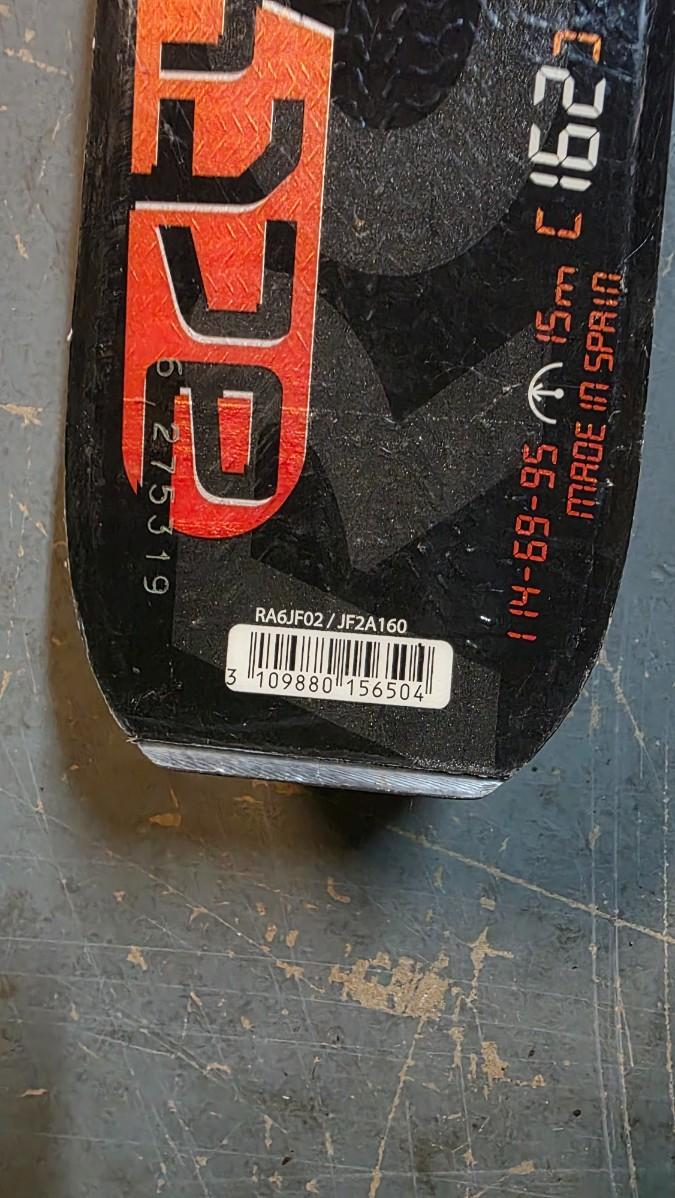 6 275319
114-69-95 15m [162]
MADE IN SPAIN
RA6JF02 / JF2A160
3 109880 156504